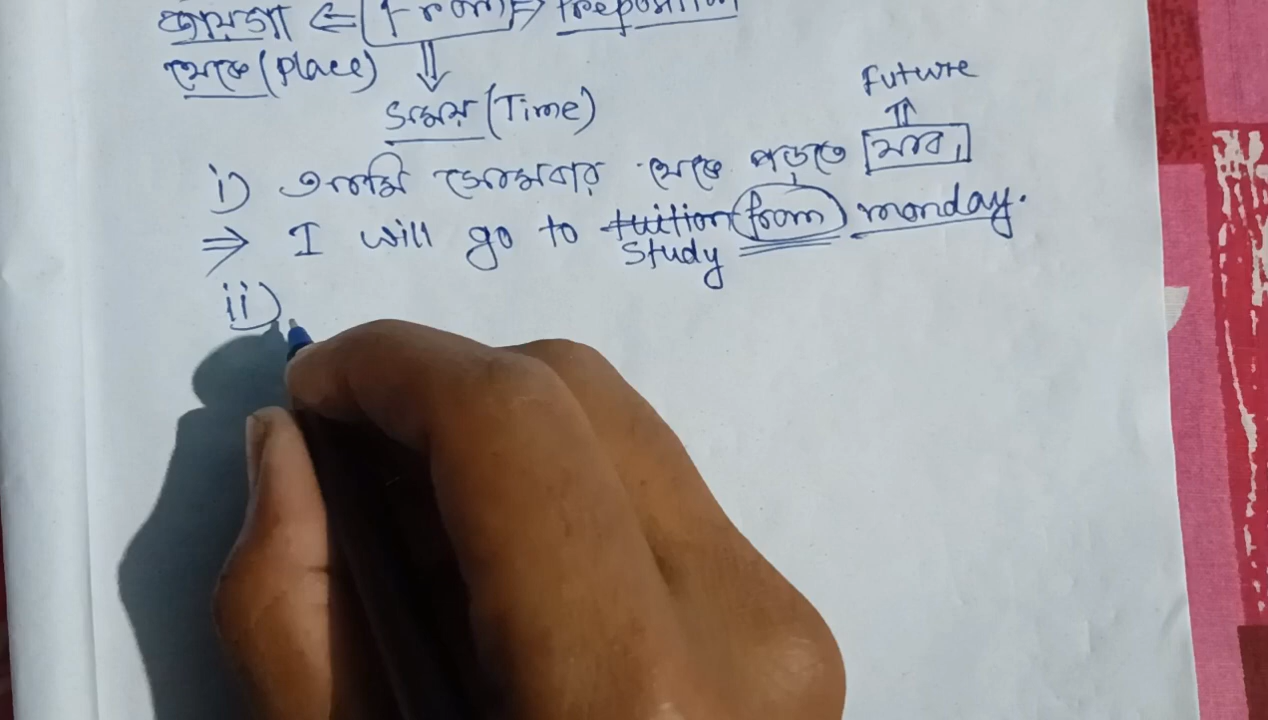 জায়গা ⇐ From ⇒ Preposition
থেকে (Place)
সময় (Time)
Future
i) আমি সোমবার থেকে পড়তে যাব।
⇒ I will go to tuition from monday.
study
ii)